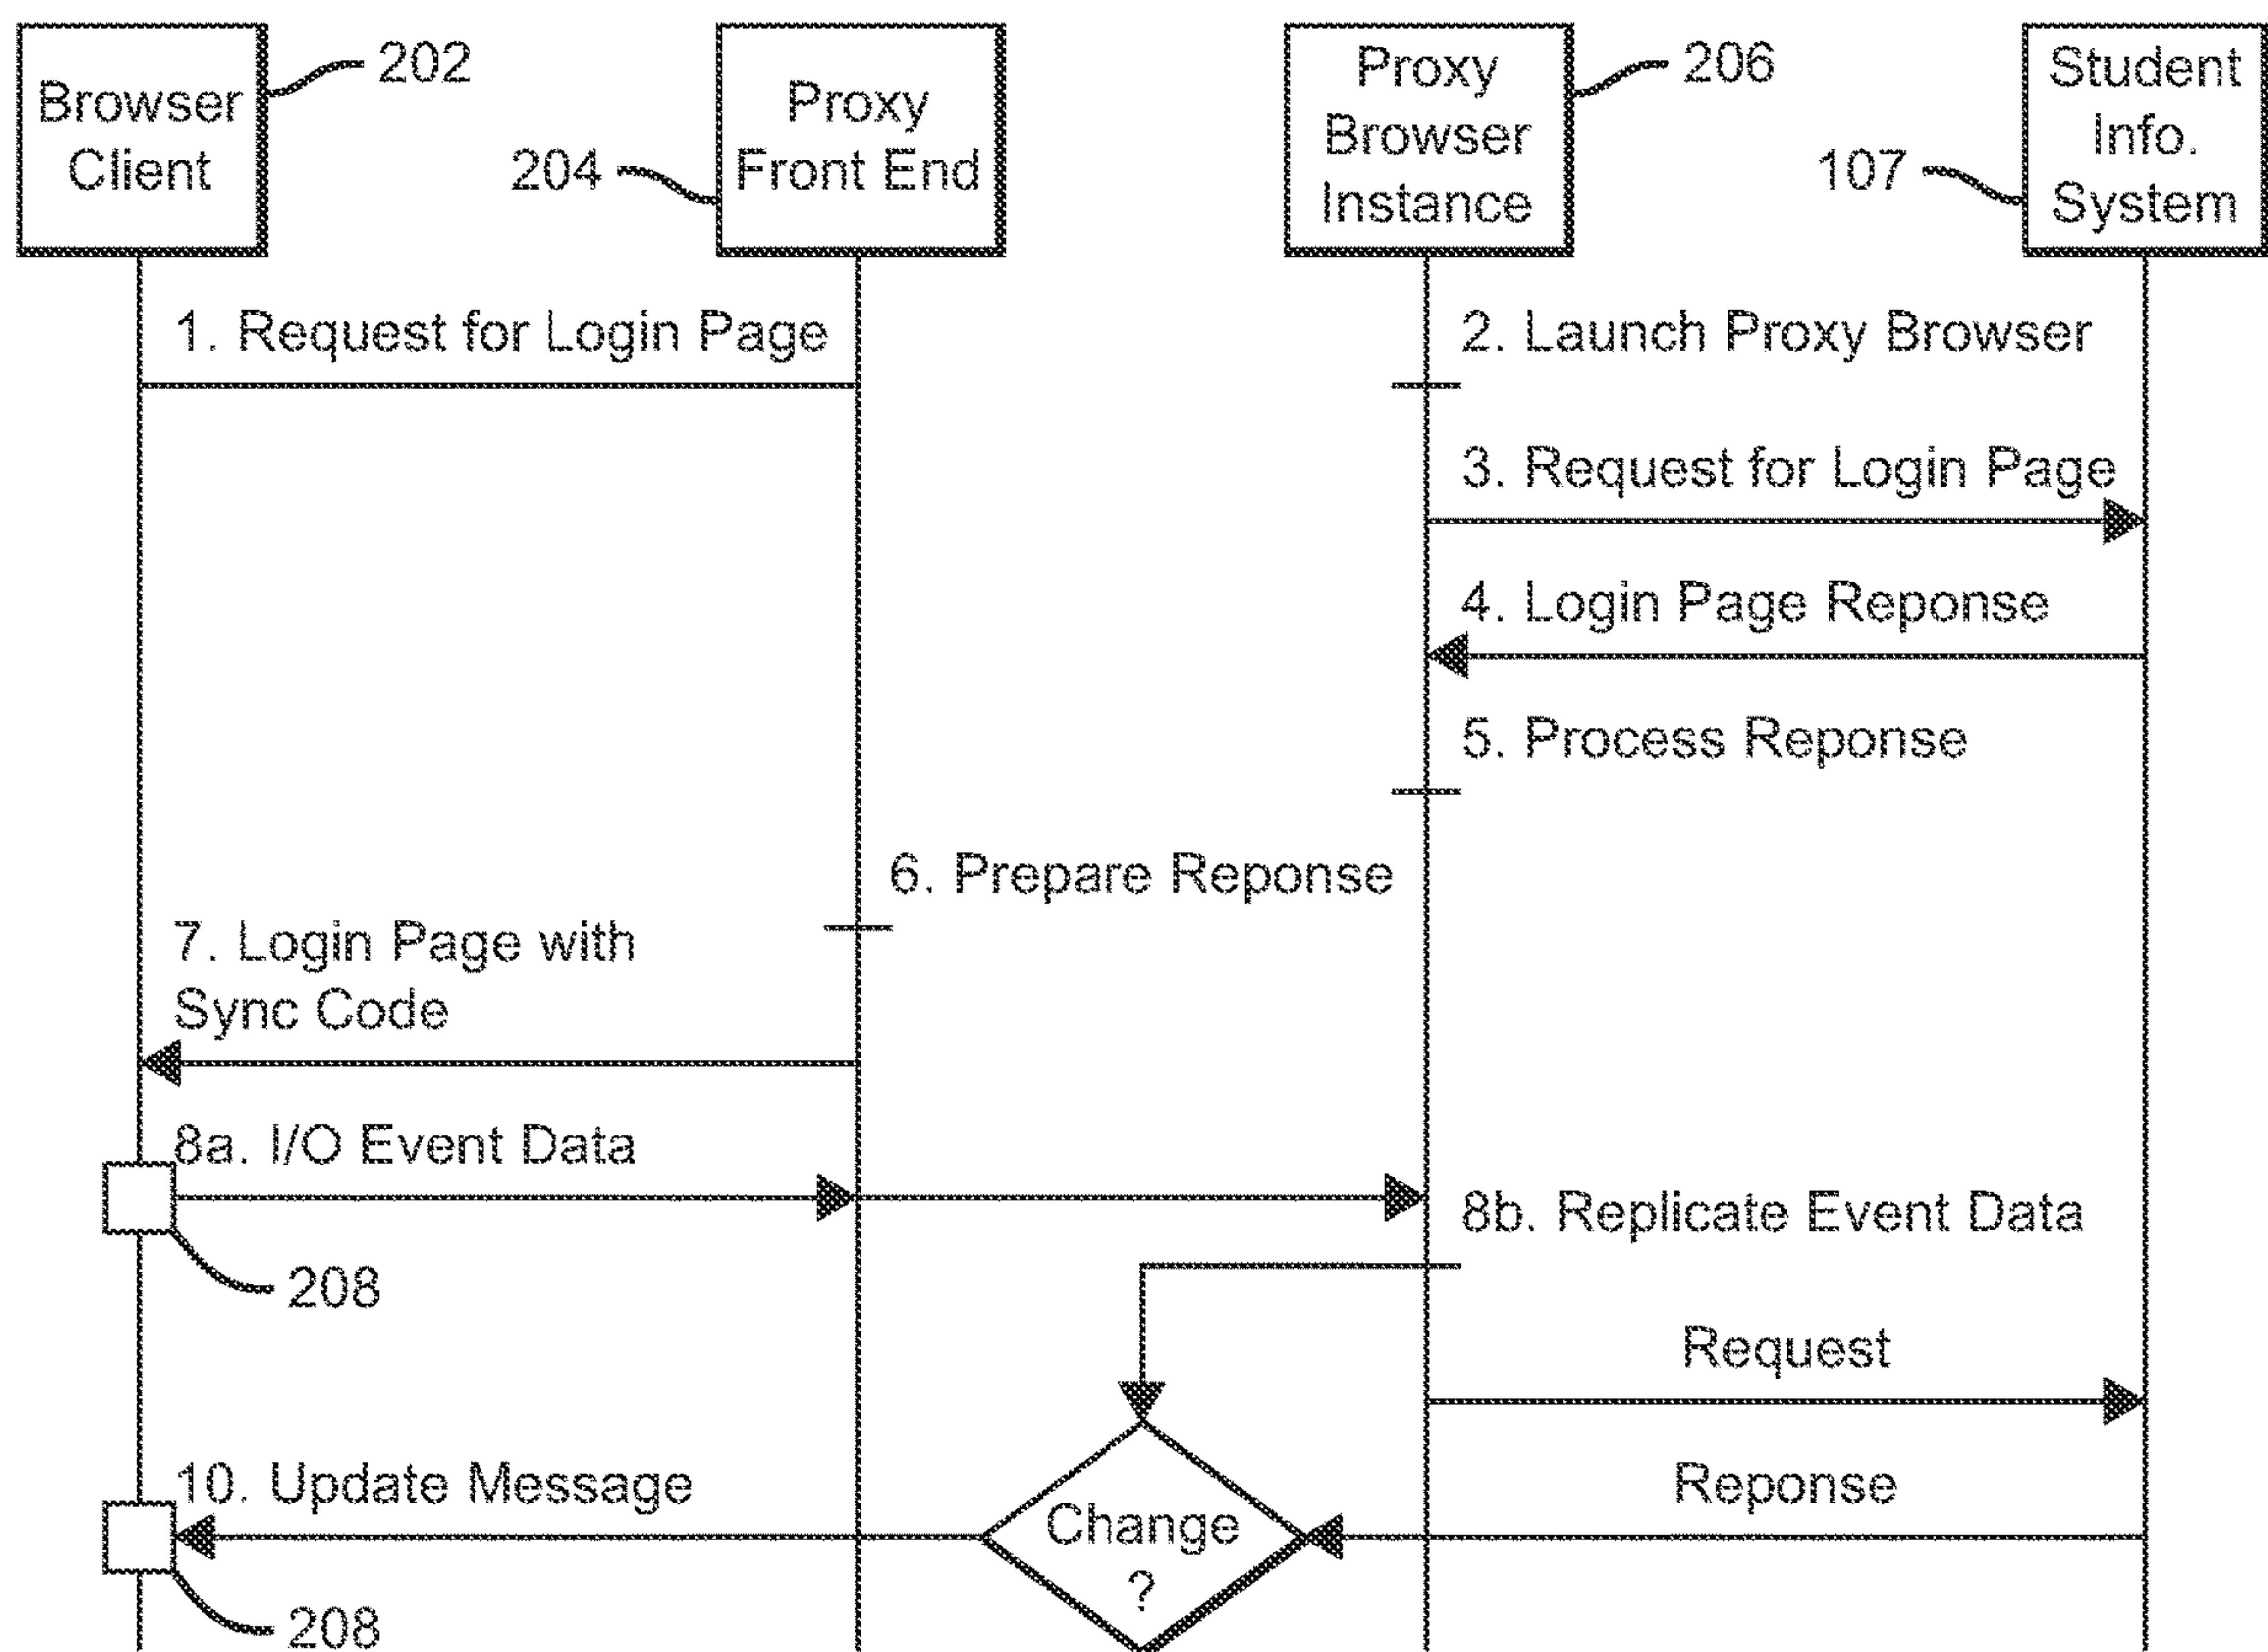 Browser
Client
202
204
Proxy
Front End
Proxy
Browser
Instance
206
107
Student
Info.
System
1. Request for Login Page
2. Launch Proxy Browser
3. Request for Login Page
4. Login Page Reponse
5. Process Reponse
6. Prepare Reponse
7. Login Page with
Sync Code
8a. I/O Event Data
208
8b. Replicate Event Data
Request
10. Update Message
Change
?
Reponse
208